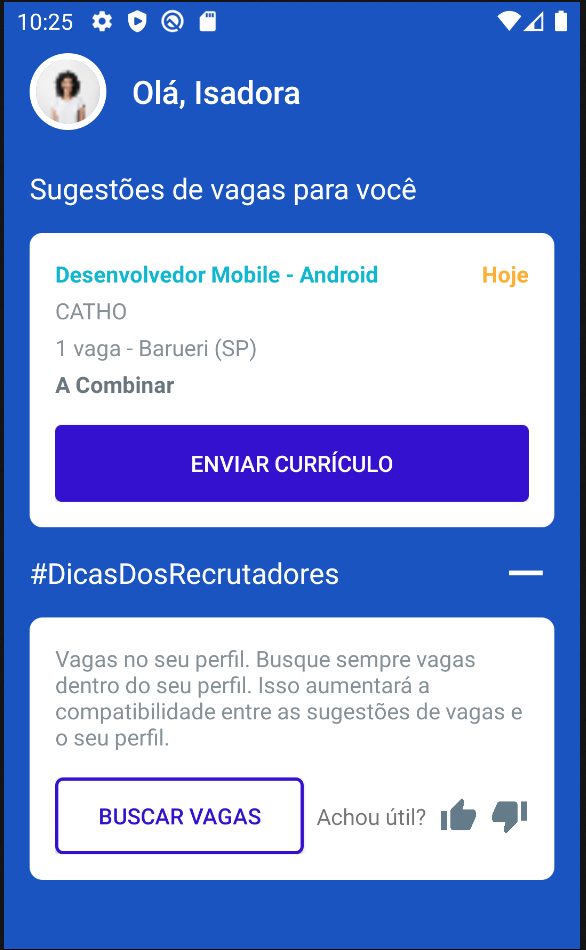 10:25
Olá, Isadora
Sugestões de vagas para você
Desenvolvedor Mobile - Android
Hoje
CATHO
1 vaga - Barueri (SP)
A Combinar
ENVIAR CURRÍCULO
#DicasDosRecrutadores
Vagas no seu perfil. Busque sempre vagas
dentro do seu perfil. Isso aumentará a
compatibilidade entre as sugestões de vagas e
o seu perfil.
BUSCAR VAGAS
Achou útil?